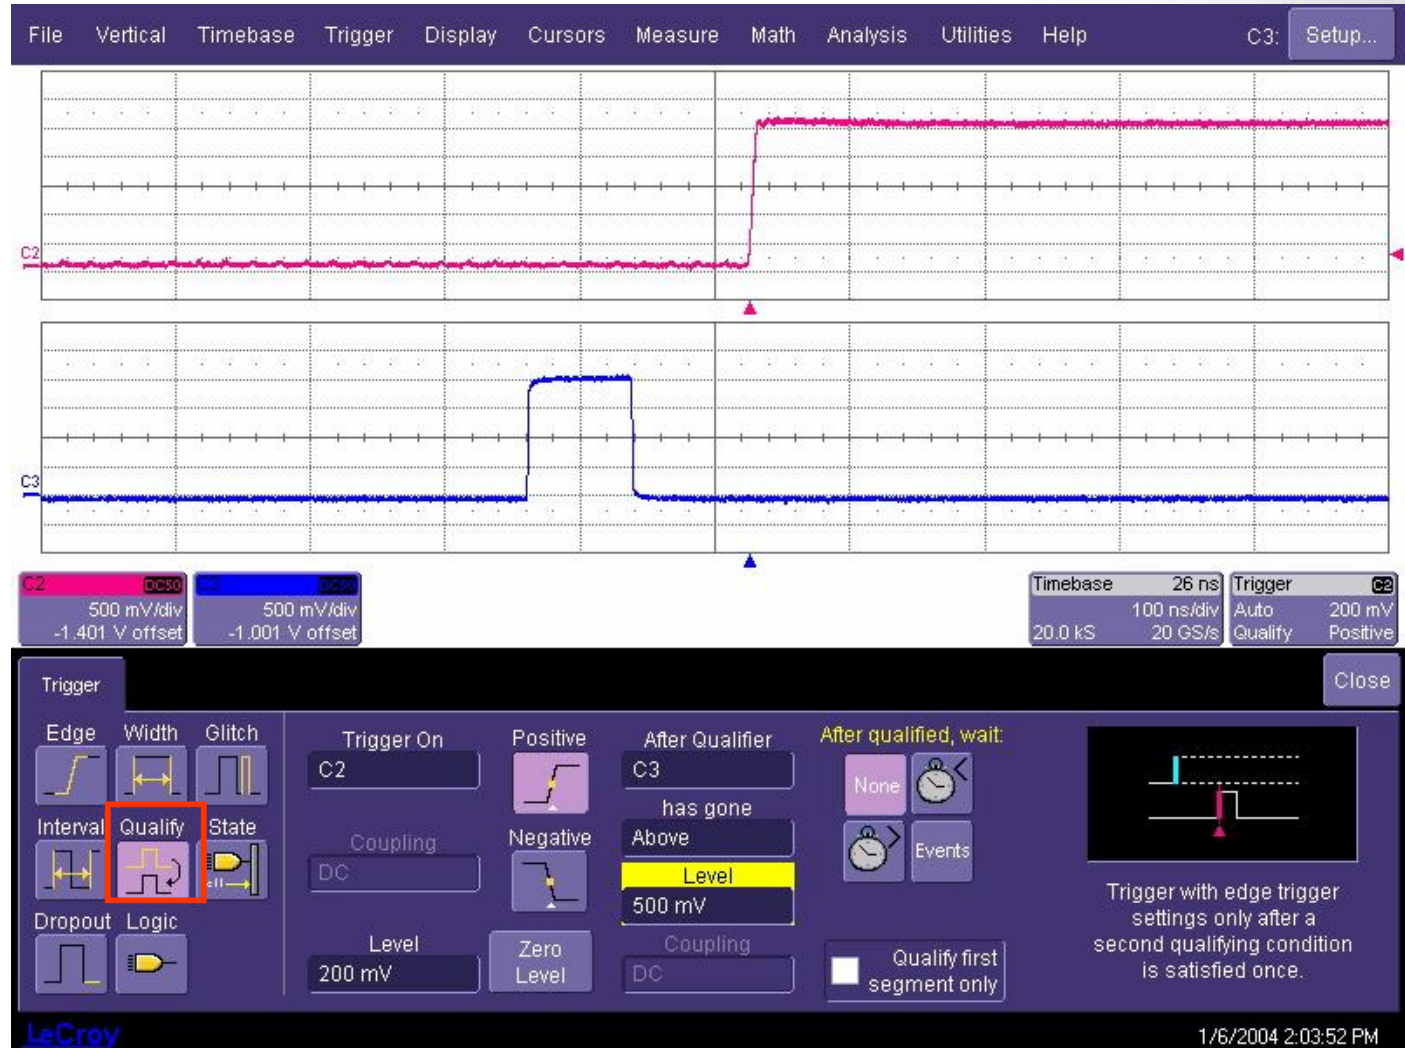 File Vertical Timebase Trigger Display Cursors Measure Math Analysis Utilities Help C3: Setup...
C2
C3
C2 DC50
500 mV/div
-1.401 V offset
C3 DC50
500 mV/div
-1.001 V offset
Timebase 26 ns
100 ns/div
20.0 kS 20 GS/s
Trigger C2
Auto 200 mV
Qualify Positive
Trigger
Close
Edge Width Glitch
Interval Qualify State
Dropout Logic
Trigger On
C2
Coupling
DC
Level
200 mV
Positive
Negative
Zero
Level
After Qualifier
C3
has gone
Above
Level
500 mV
Coupling
DC
After qualified, wait:
None
Events
Qualify first
segment only
Trigger with edge trigger
settings only after a
second qualifying condition
is satisfied once.
LeCroy
1/6/2004 2:03:52 PM